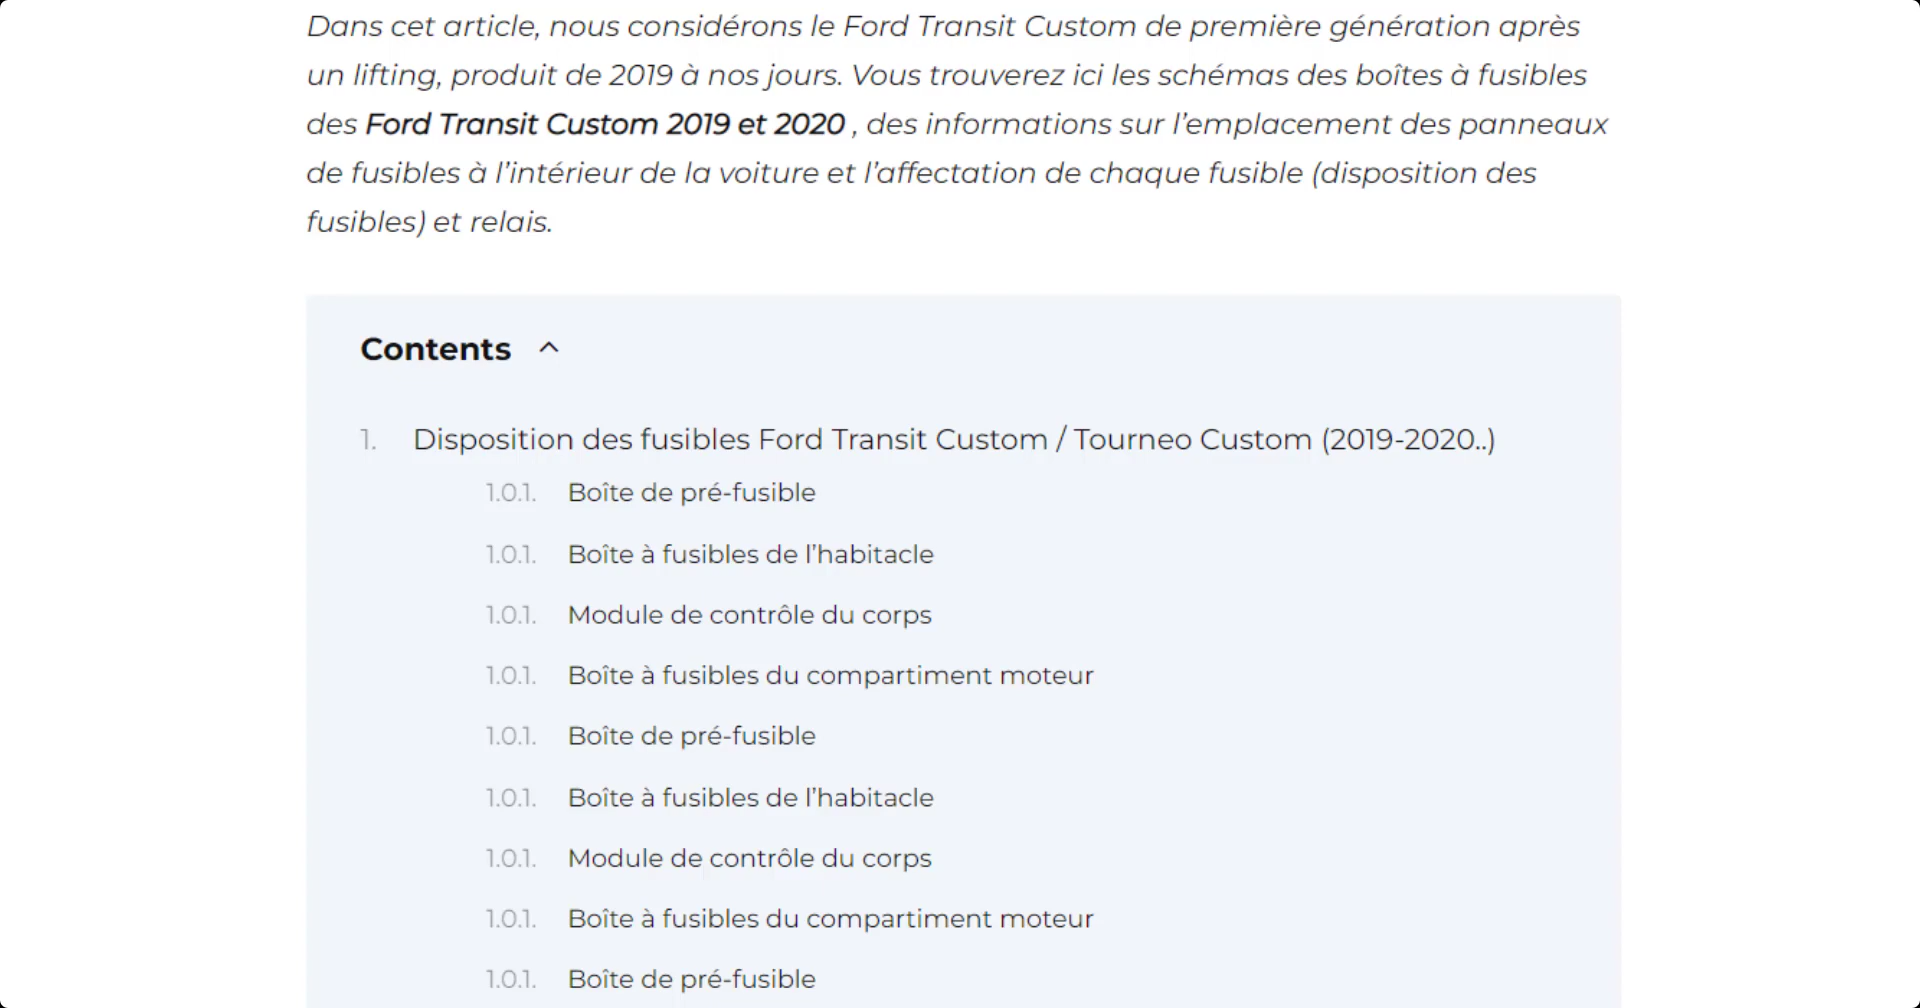 Dans cet article, nous considérons le Ford Transit Custom de première génération après
un lifting, produit de 2019 à nos jours. Vous trouverez ici les schémas des boîtes à fusibles
des Ford Transit Custom 2019 et 2020 , des informations sur l’emplacement des panneaux
de fusibles à l’intérieur de la voiture et l’affectation de chaque fusible (disposition des
fusibles) et relais.
Contents
1. Disposition des fusibles Ford Transit Custom / Tourneo Custom (2019-2020..)
1.0.1. Boîte de pré-fusible
1.0.1. Boîte à fusibles de l’habitacle
1.0.1. Module de contrôle du corps
1.0.1. Boîte à fusibles du compartiment moteur
1.0.1. Boîte de pré-fusible
1.0.1. Boîte à fusibles de l’habitacle
1.0.1. Module de contrôle du corps
1.0.1. Boîte à fusibles du compartiment moteur
1.0.1. Boîte de pré-fusible